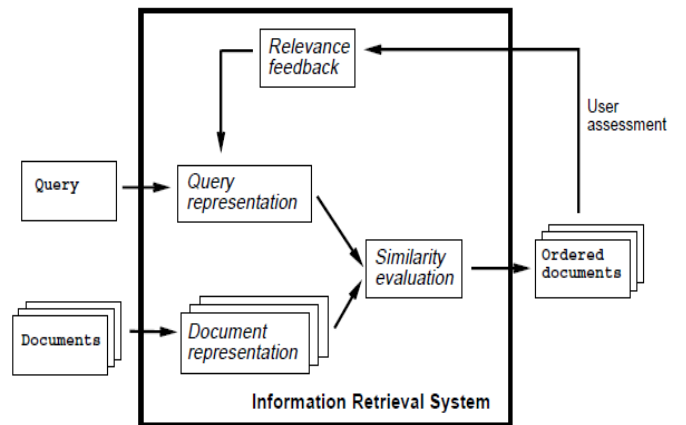 Relevance
feedback
User
assessment
Query
Query
representation
Similarity
evaluation
Ordered
documents
Documents
Document
representation
Information Retrieval System